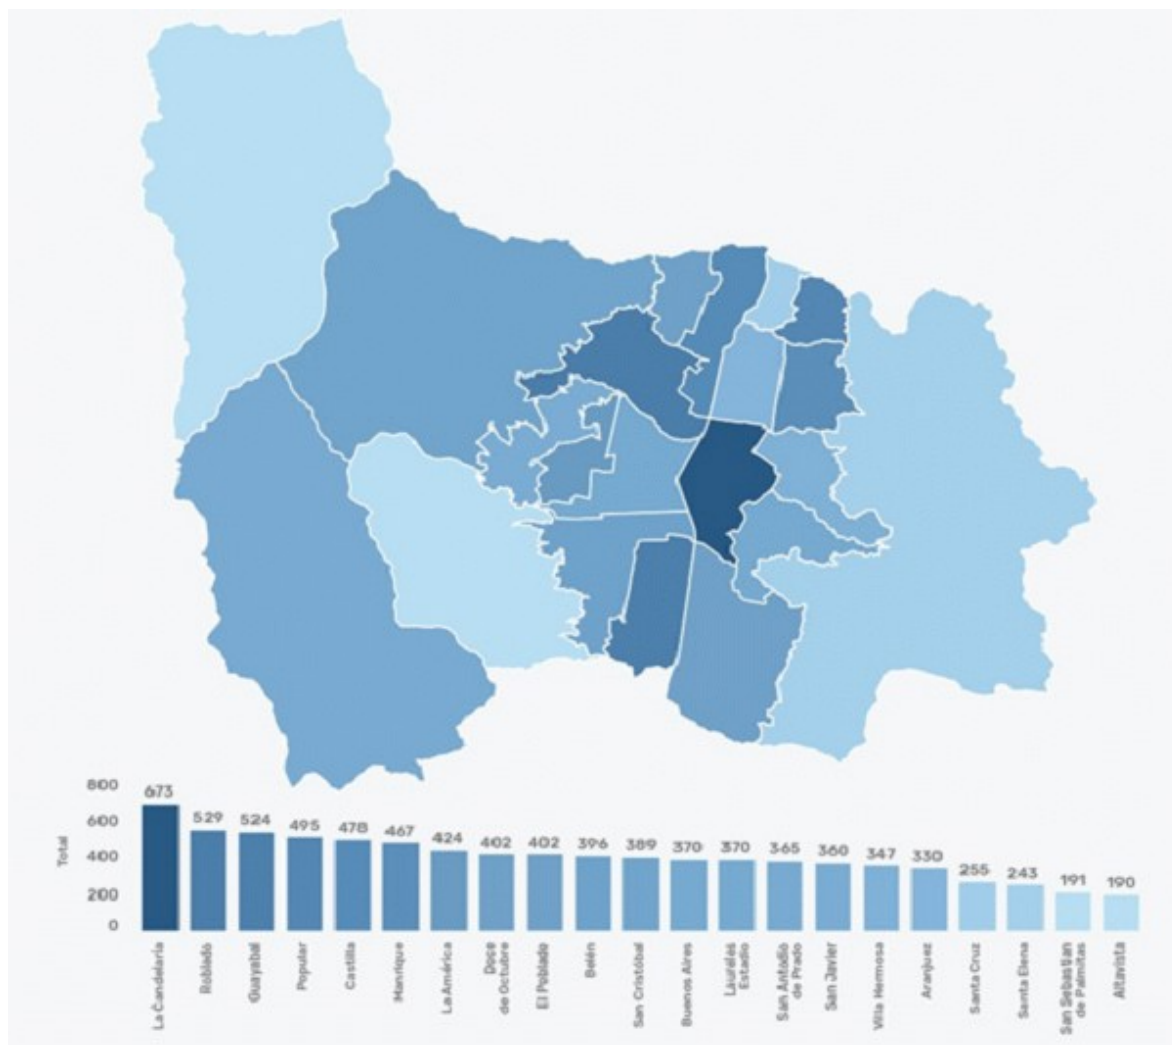 800
600
400
200
0
Total
673
529
524
495
478
467
424
402
402
396
389
370
370
365
360
347
330
255
243
191
190
La Candelaria
Robledo
Guayabal
Popular
Castilla
Manrique
La América
Doce
de Octubre
El Poblado
Belén
San Cristóbal
Buenos Aires
Laureles
Estadio
San Antonio
de Prado
San Javier
Villa Hermosa
Aranjuez
Santa Cruz
Santa Elena
San Sebastian
de Palmitas
Altavista